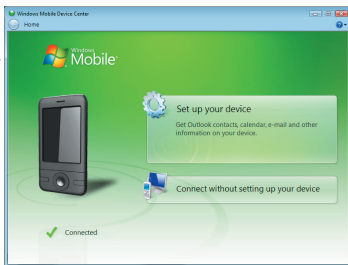 Windows Mobile Device Center
Home
Windows
Mobile
Set up your device
Get Outlook contacts, calendar, e-mail and other
information on your device.
Connect without setting up your device
Connected